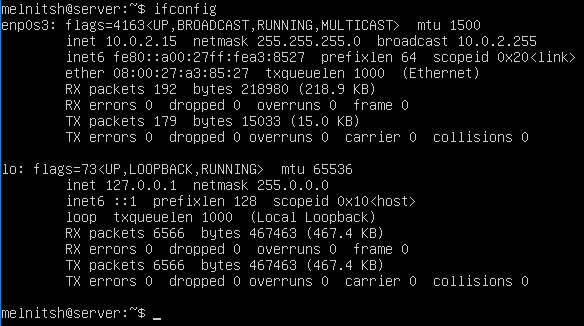 melnitsh@server:~$ ifconfig
enp0s3: flags=4163<UP,BROADCAST,RUNNING,MULTICAST>  mtu 1500
        inet 10.0.2.15  netmask 255.255.255.0  broadcast 10.0.2.255
        inet6 fe80::a00:27ff:fea3:8527  prefixlen 64  scopeid 0x20<link>
        ether 08:00:27:a3:85:27  txqueuelen 1000  (Ethernet)
        RX packets 192  bytes 218980 (218.9 KB)
        RX errors 0  dropped 0  overruns 0  frame 0
        TX packets 179  bytes 15033 (15.0 KB)
        TX errors 0  dropped 0 overruns 0  carrier 0  collisions 0

lo: flags=73<UP,LOOPBACK,RUNNING>  mtu 65536
        inet 127.0.0.1  netmask 255.0.0.0
        inet6 ::1  prefixlen 128  scopeid 0x10<host>
        loop  txqueuelen 1000  (Local Loopback)
        RX packets 6566  bytes 467463 (467.4 KB)
        RX errors 0  dropped 0  overruns 0  frame 0
        TX packets 6566  bytes 467463 (467.4 KB)
        TX errors 0  dropped 0 overruns 0  carrier 0  collisions 0

melnitsh@server:~$ _